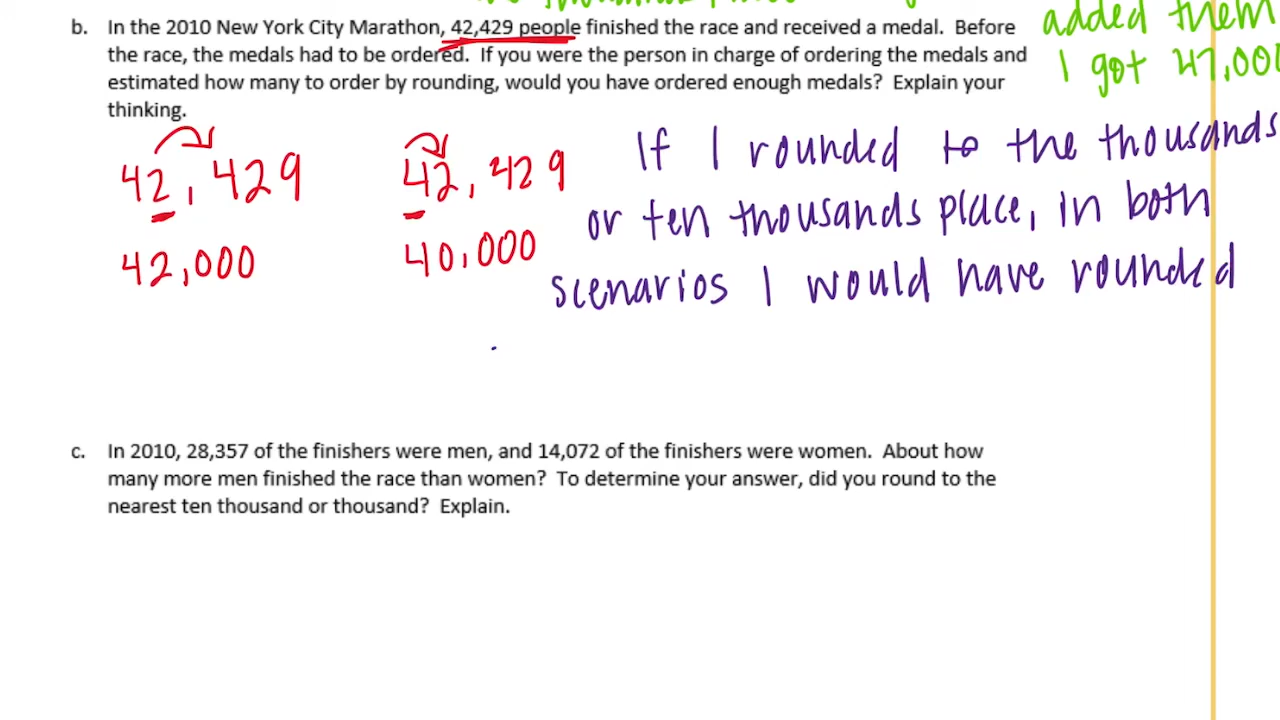 added them
b. In the 2010 New York City Marathon, 42,429 people finished the race and received a medal. Before
the race, the medals had to be ordered. If you were the person in charge of ordering the medals and
I got 47,000
estimated how many to order by rounding, would you have ordered enough medals? Explain your
thinking.
42,429 42,429
42,000 40,000
If I rounded to the thousands
or ten thousands place, in both
scenarios I would have rounded
c. In 2010, 28,357 of the finishers were men, and 14,072 of the finishers were women. About how
many more men finished the race than women? To determine your answer, did you round to the
nearest ten thousand or thousand? Explain.